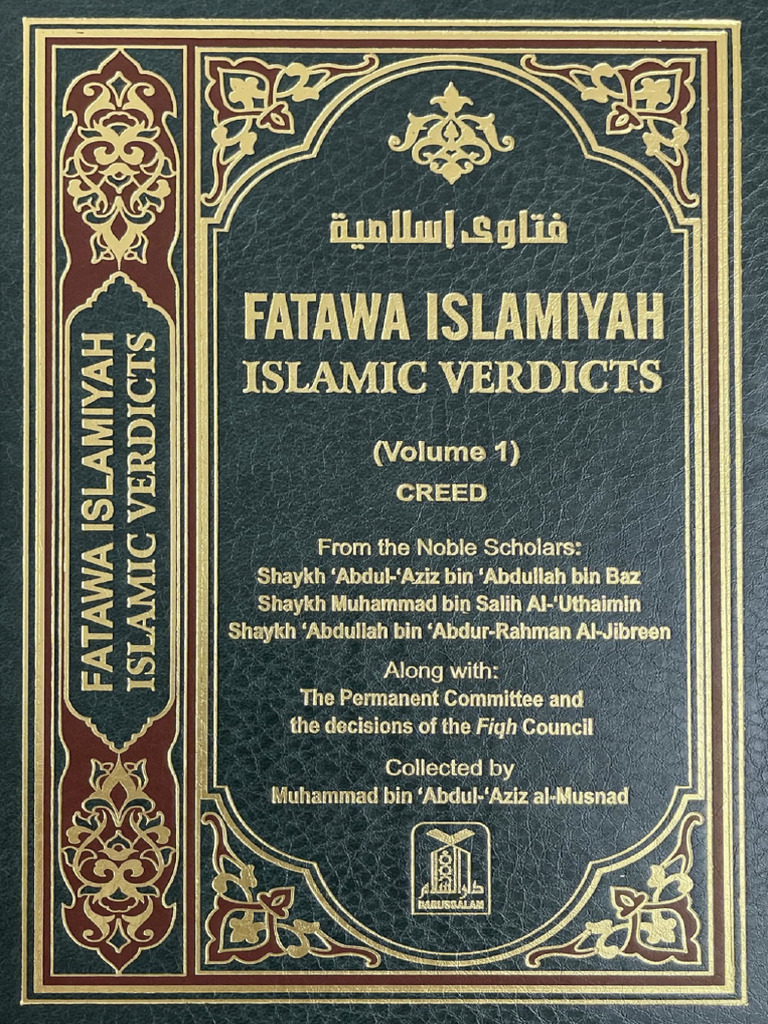 فتاوى إسلامية
FATAWA ISLAMIYAH
ISLAMIC VERDICTS
(Volume 1)
CREED
From the Noble Scholars:
Shaykh ‘Abdul-‘Aziz bin ‘Abdullah bin Baz
Shaykh Muhammad bin Salih Al-‘Uthaimin
Shaykh ‘Abdullah bin ‘Abdur-Rahman Al-Jibreen
Along with:
The Permanent Committee and
the decisions of the Fiqh Council
Collected by
Muhammad bin ‘Abdul-‘Aziz al-Musnad
دار السلام
DARUSSALAM
FATAWA ISLAMIYAH
ISLAMIC VERDICTS